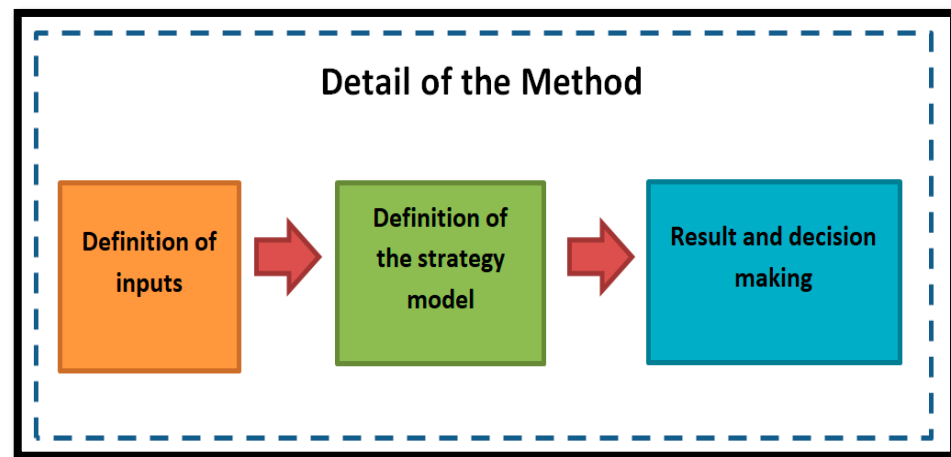 Detail of the Method
Definition of
inputs
Definition of
the strategy
model
Result and decision
making